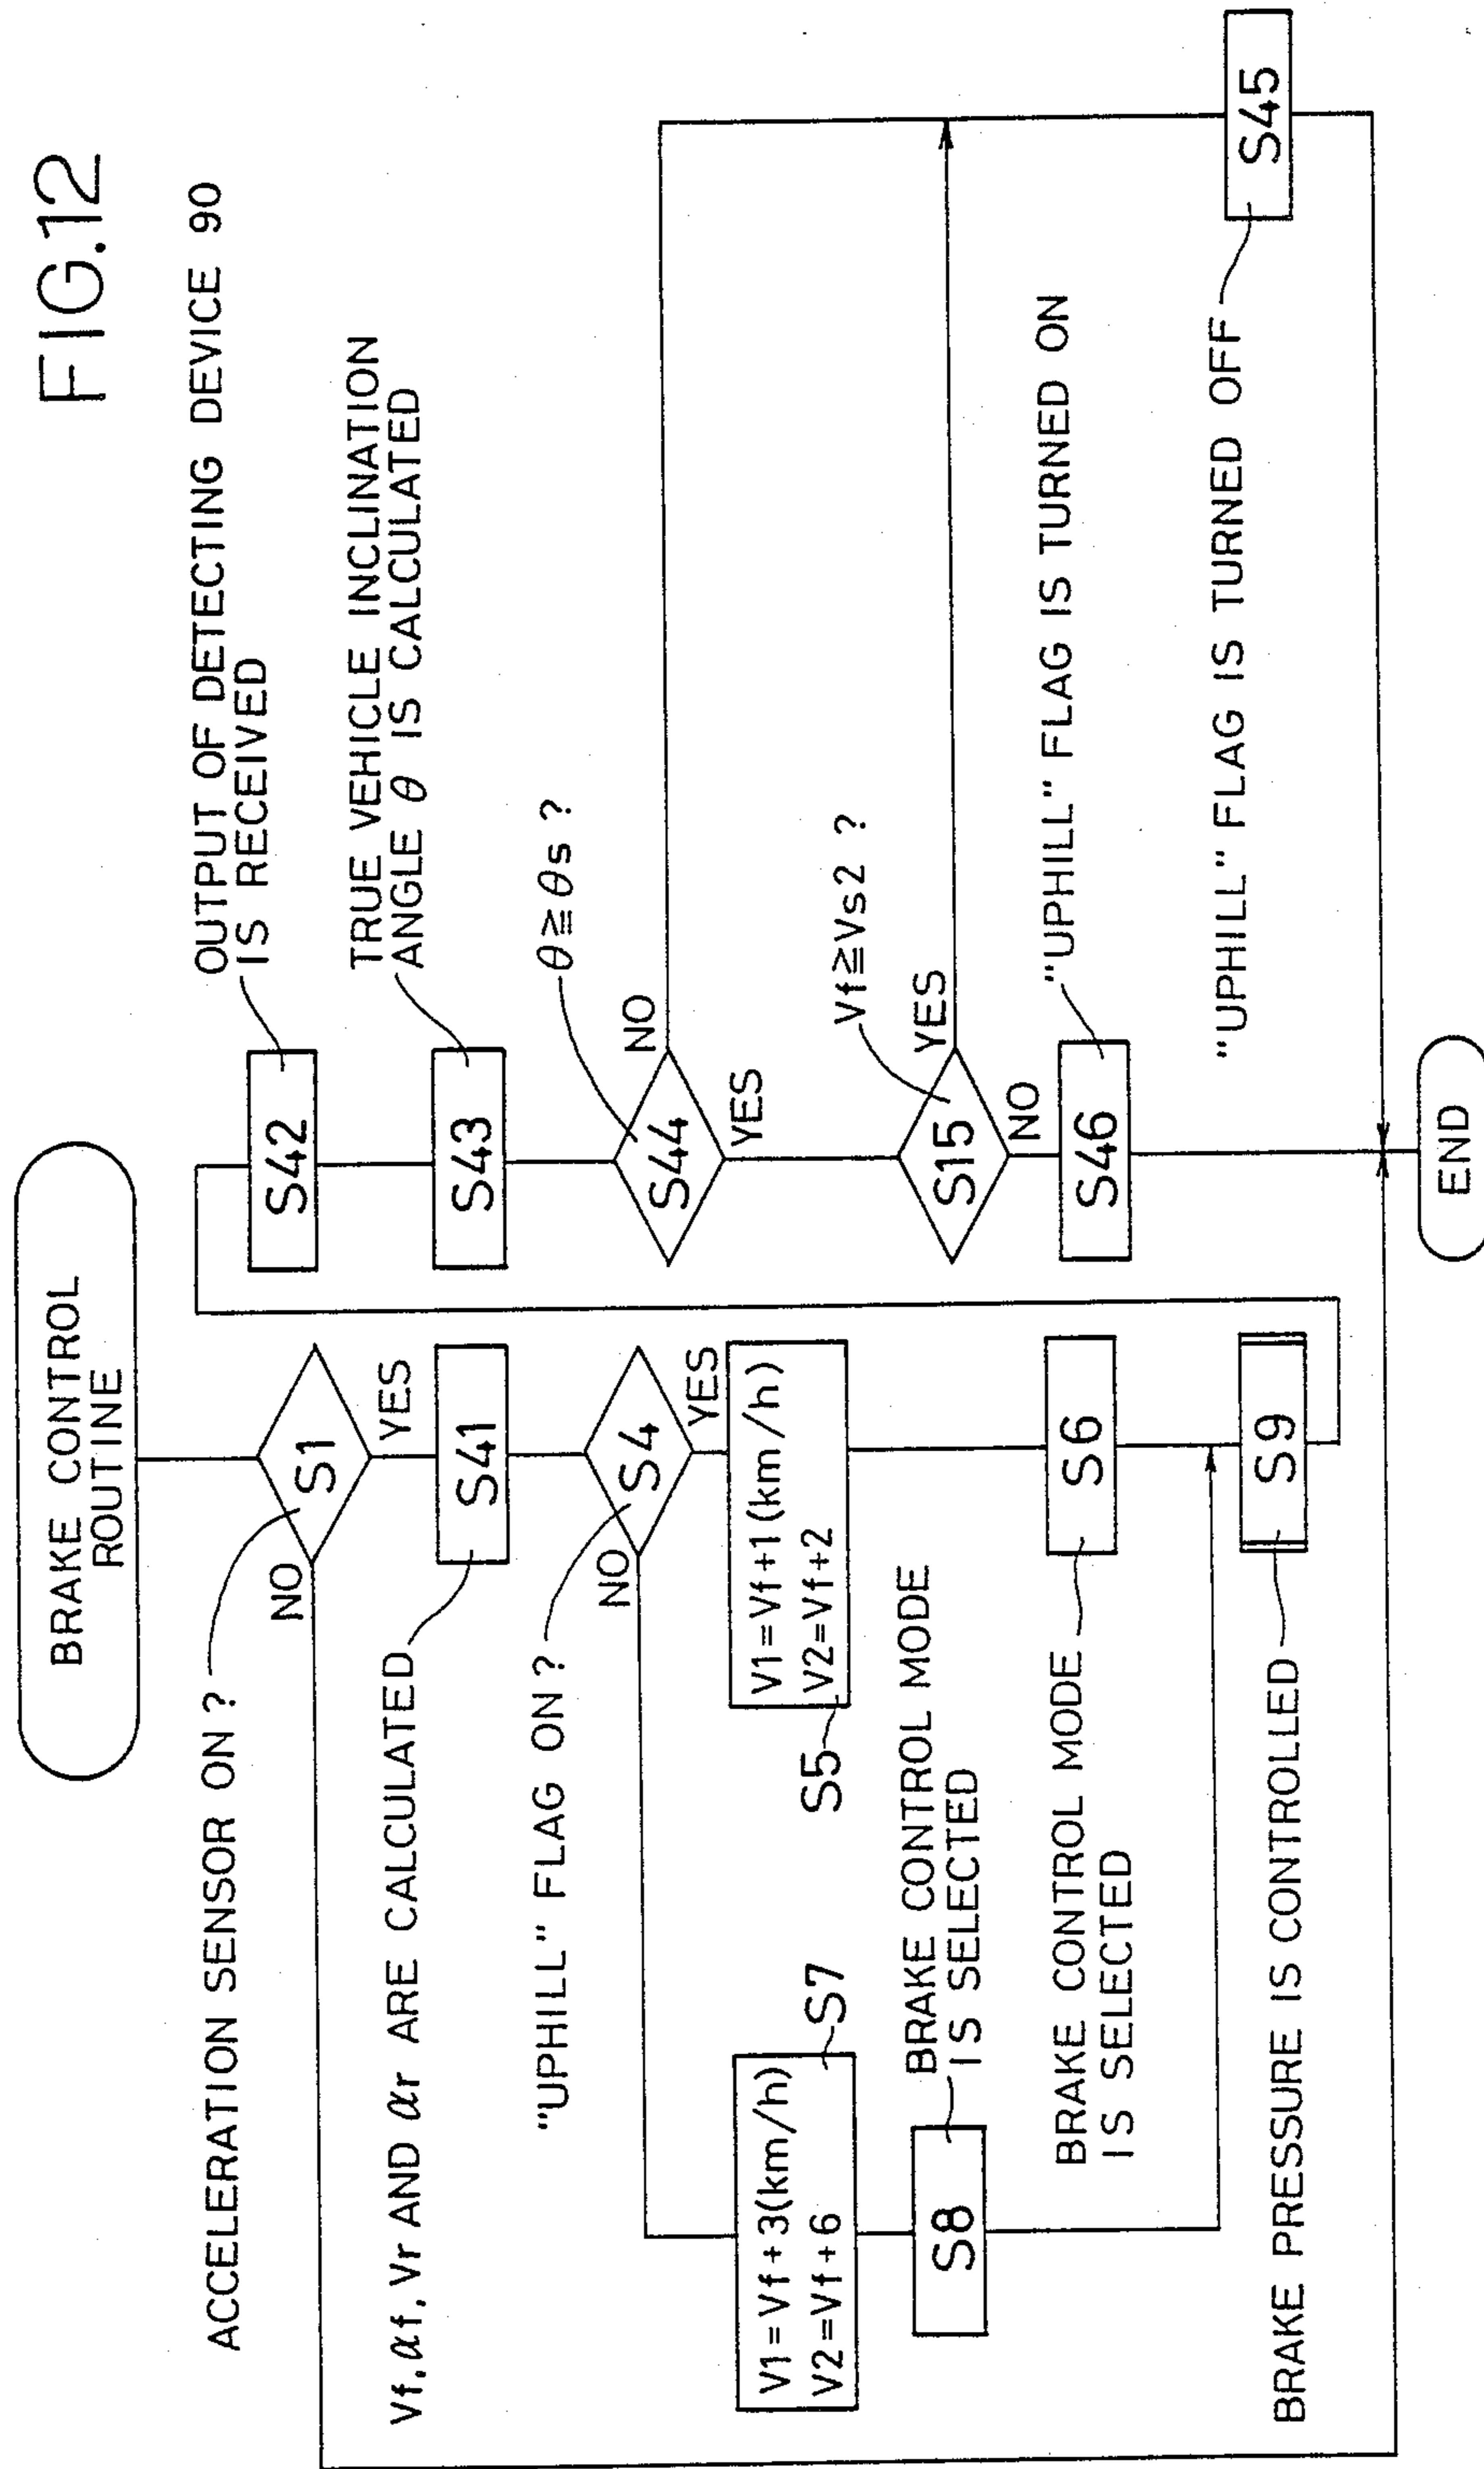 FIG.12
BRAKE CONTROL
ROUTINE
ACCELERATION SENSOR ON ?
S1
NO
YES
Vf, αf, Vr AND αr ARE CALCULATED
S41
"UPHILL" FLAG ON ?
S4
NO
YES
V1=Vf+3(km/h)
V2=Vf+6
S7
S5
V1=Vf+1(km/h)
V2=Vf+2
S8
BRAKE CONTROL MODE
IS SELECTED
BRAKE CONTROL MODE
IS SELECTED
S6
BRAKE PRESSURE IS CONTROLLED
S9
S42
OUTPUT OF DETECTING DEVICE 90
IS RECEIVED
S43
TRUE VEHICLE INCLINATION
ANGLE θ IS CALCULATED
S44
θ≧θs ?
NO
YES
S15
Vf≧Vs2 ?
YES
NO
S46
"UPHILL" FLAG IS TURNED ON
"UPHILL" FLAG IS TURNED OFF
S45
END